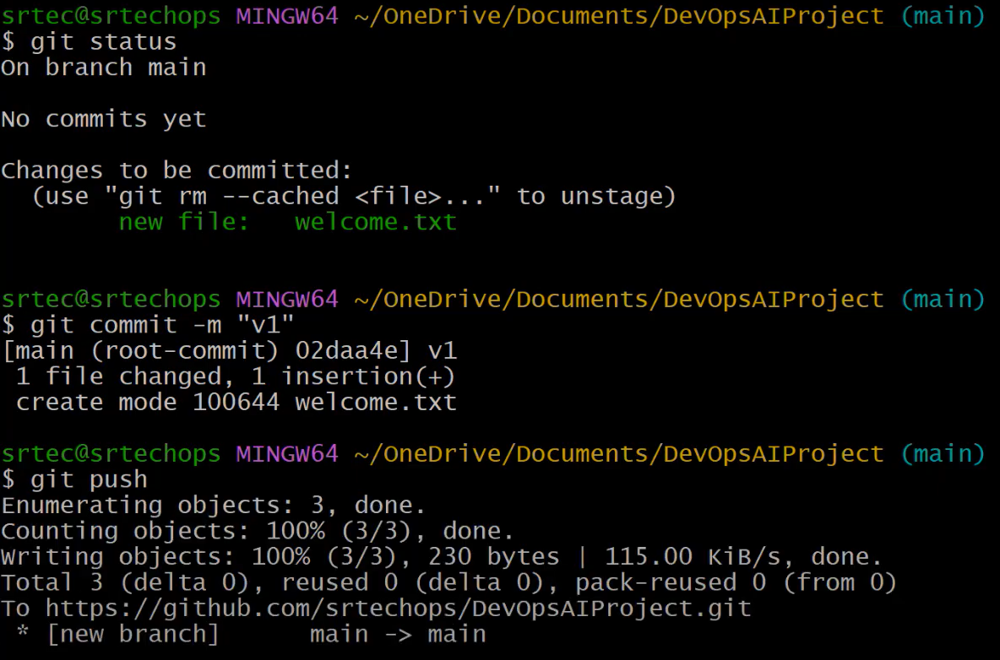 srtec@srtechops MINGW64 ~/OneDrive/Documents/DevOpsAIProject (main)
$ git status
On branch main
No commits yet
Changes to be committed:
  (use "git rm --cached <file>..." to unstage)
        new file:   welcome.txt
srtec@srtechops MINGW64 ~/OneDrive/Documents/DevOpsAIProject (main)
$ git commit -m "v1"
[main (root-commit) 02daa4e] v1
 1 file changed, 1 insertion(+)
 create mode 100644 welcome.txt
srtec@srtechops MINGW64 ~/OneDrive/Documents/DevOpsAIProject (main)
$ git push
Enumerating objects: 3, done.
Counting objects: 100% (3/3), done.
Writing objects: 100% (3/3), 230 bytes | 115.00 KiB/s, done.
Total 3 (delta 0), reused 0 (delta 0), pack-reused 0 (from 0)
To https://github.com/srtechops/DevOpsAIProject.git
 * [new branch]      main -> main